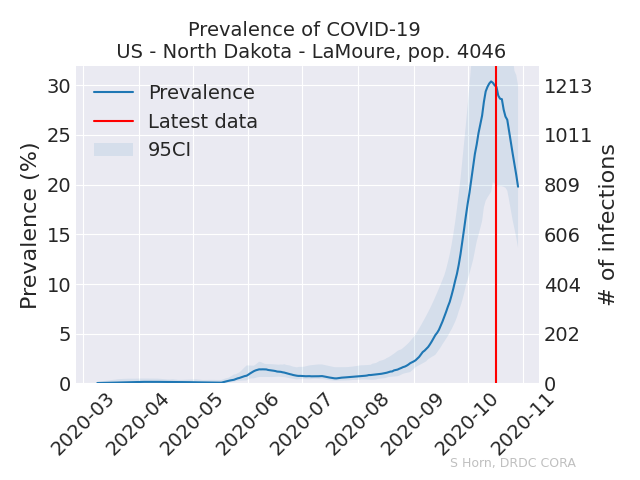 Prevalence of COVID-19
US - North Dakota - LaMoure, pop. 4046
Prevalence
Latest data
95CI
Prevalence (%)
30
25
20
15
10
5
0
1213
1011
809
606
404
202
0
# of infections
2020-03
2020-04
2020-05
2020-06
2020-07
2020-08
2020-09
2020-10
2020-11
S Horn, DRDC CORA